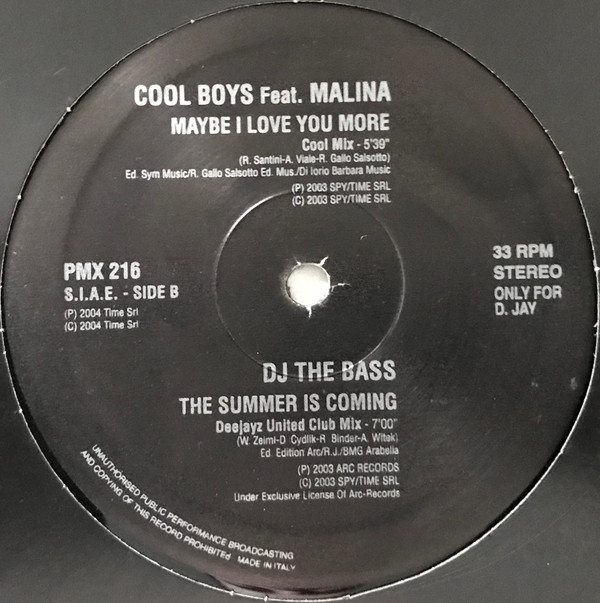 COOL BOYS Feat. MALINA
MAYBE I LOVE YOU MORE
Cool Mix - 5'39"
(R. Santini-A. Viale-R. Gallo Salsotto)
Ed. Sym Music/R. Gallo Salsotto Ed. Mus./Di Iorio Barbara Music
(P) 2003 SPY/TIME SRL
(C) 2003 SPY/TIME SRL
PMX 216
S.I.A.E. - SIDE B
(P) 2004 Time Srl
(C) 2004 Time Srl
33 RPM
STEREO
ONLY FOR
D. JAY
DJ THE BASS
THE SUMMER IS COMING
Deejayz United Club Mix - 7'00"
(W. Zeiml-D Cydlik-R Binder-A. Witek)
Ed. Edition Arc/R.J./BMG Arabella
(P) 2003 ARC RECORDS
(C) 2003 SPY/TIME SRL
Under Exclusive License Of Arc-Records
UNAUTHORISED PUBLIC PERFORMANCE BROADCASTING
AND COPYING OF THIS RECORD PROHIBITEd MADE IN ITALY